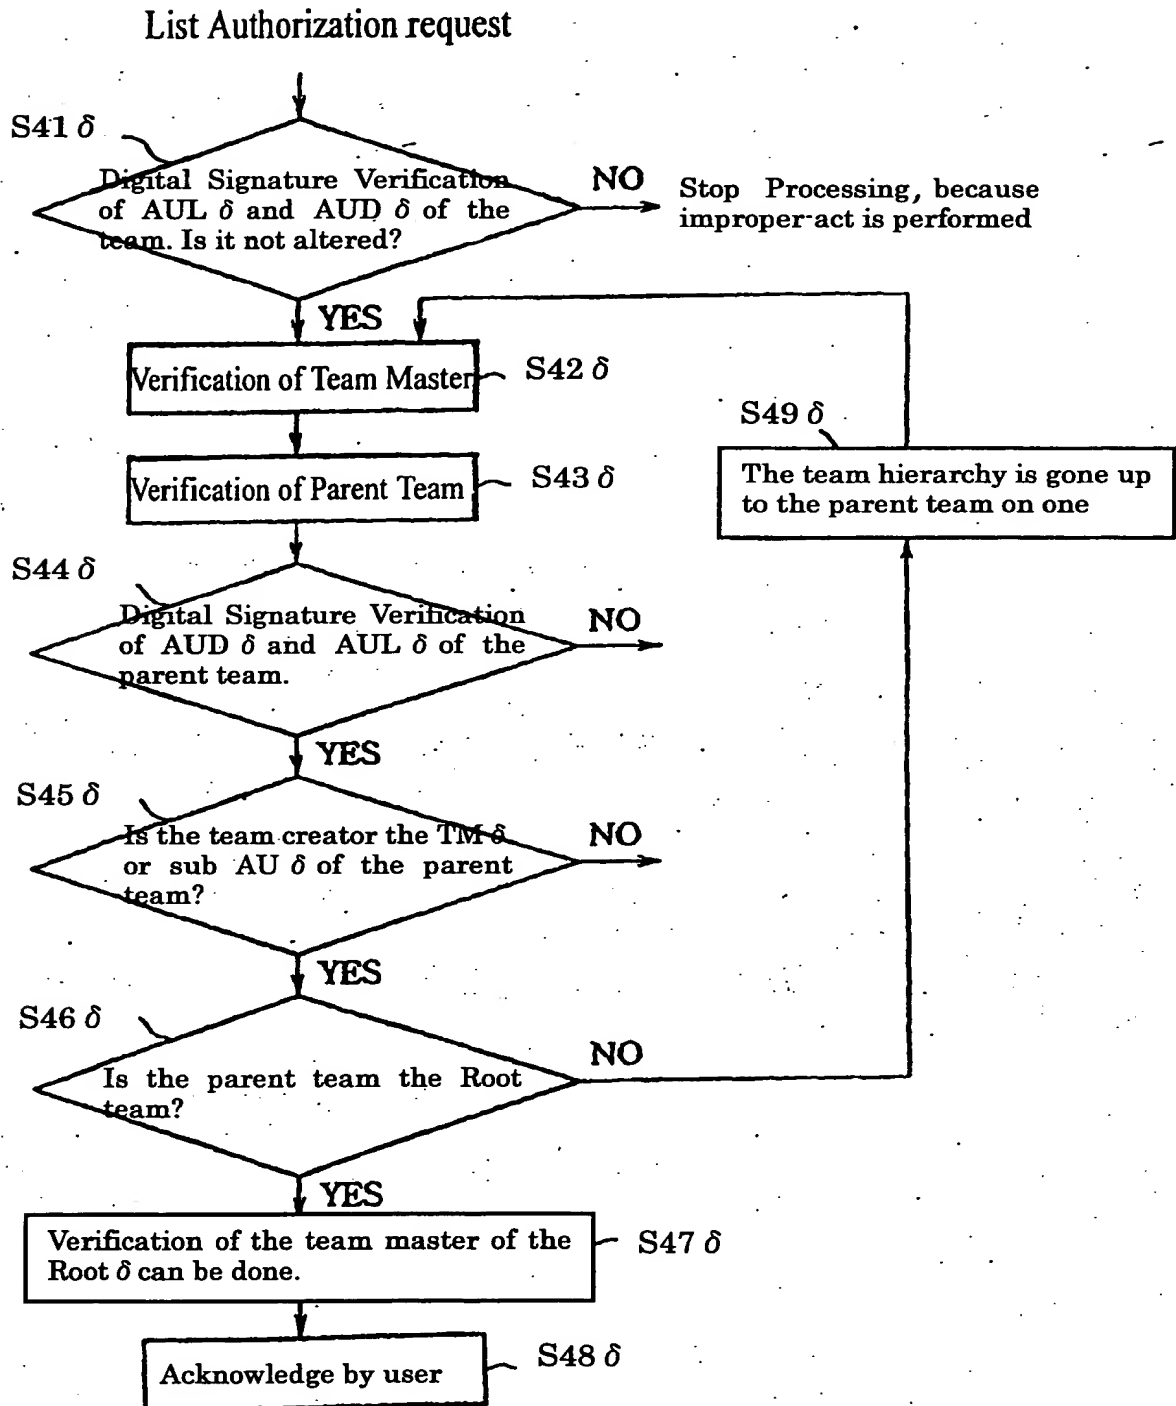 List Authorization request
S41 δ
Digital Signature Verification
of AUL δ and AUD δ of the
team. Is it not altered?
NO
Stop Processing, because
improper-act is performed
YES
Verification of Team Master
S42 δ
S49 δ
The team hierarchy is gone up
to the parent team on one
Verification of Parent Team
S43 δ
S44 δ
Digital Signature Verification
of AUD δ and AUL δ of the
parent team.
NO
YES
S45 δ
Is the team creator the TM δ
or sub AU δ of the parent
team?
NO
YES
S46 δ
Is the parent team the Root
team?
NO
YES
Verification of the team master of the
Root δ can be done.
S47 δ
Acknowledge by user
S48 δ